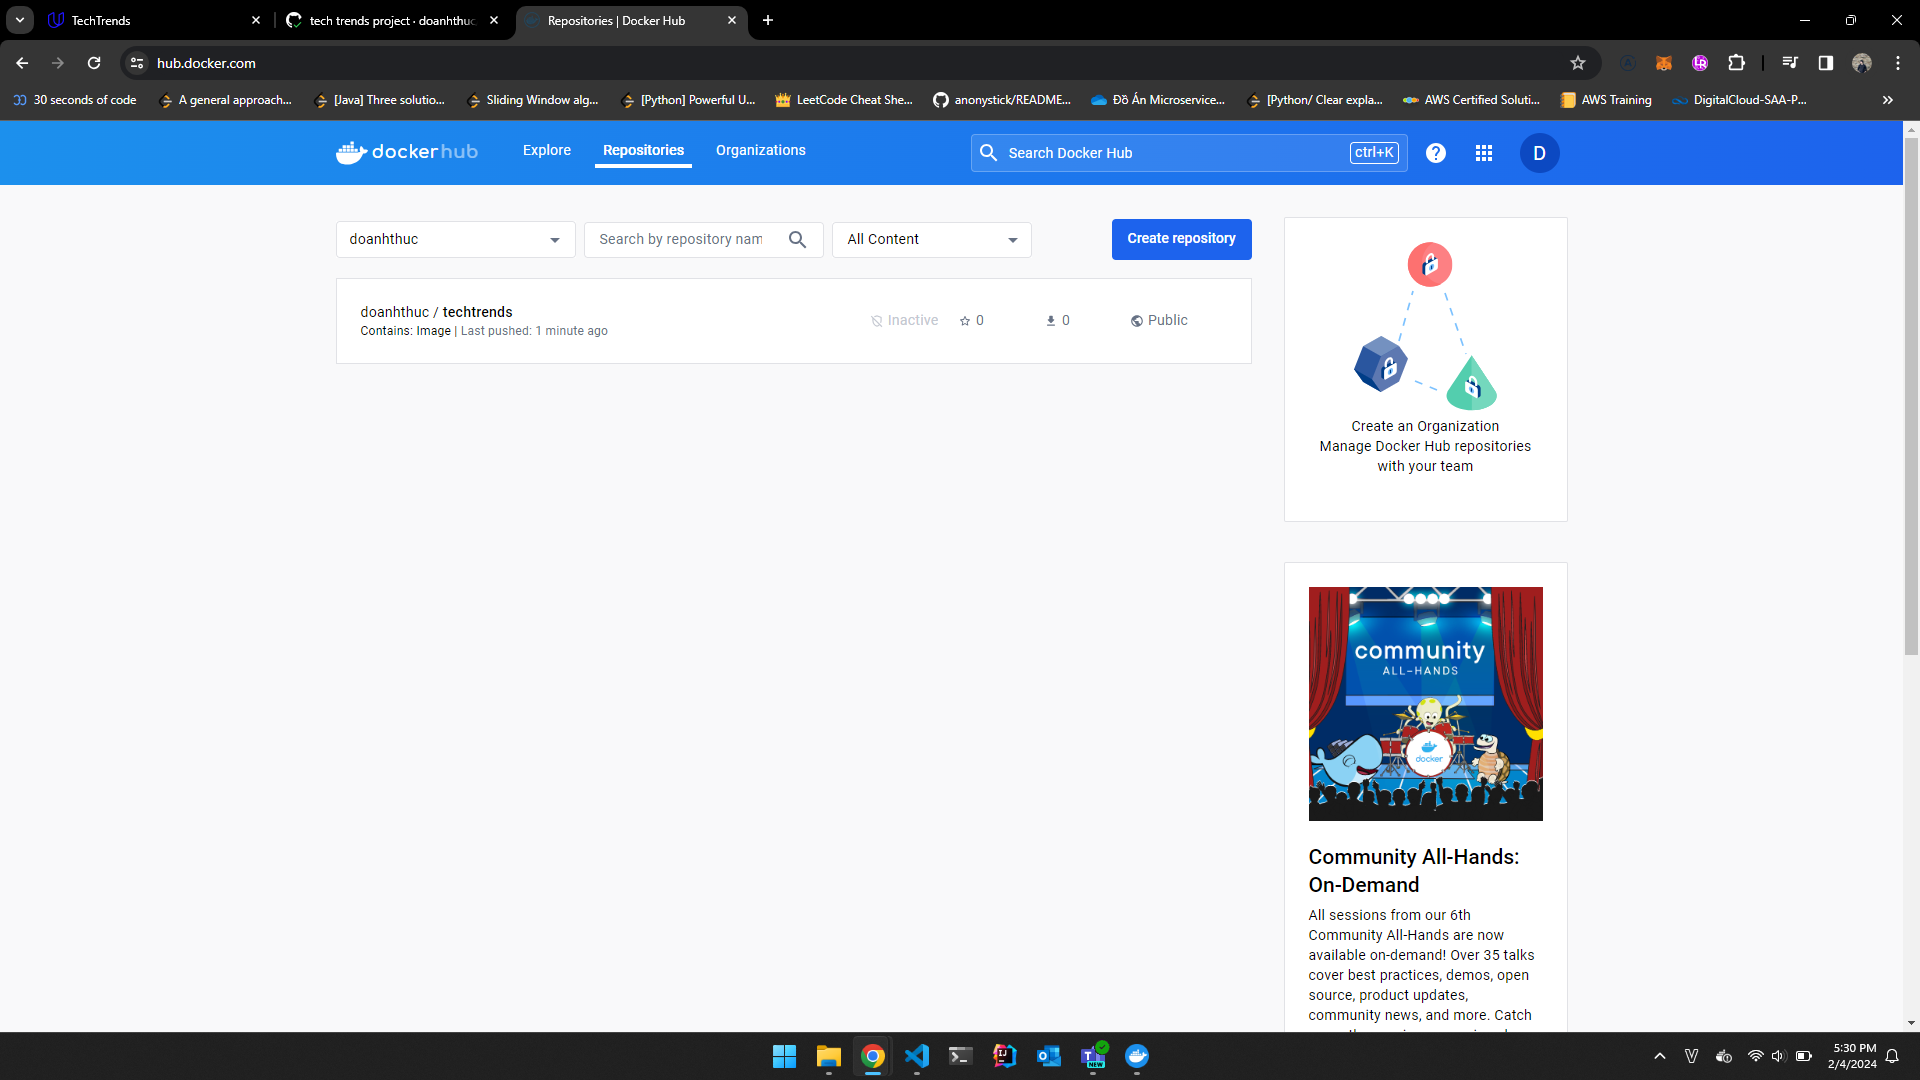 TechTrends
tech trends project · doanhthuc
Repositories | Docker Hub
hub.docker.com
30 seconds of code
A general approach...
[Java] Three solutio...
Sliding Window alg...
[Python] Powerful U...
LeetCode Cheat She...
anonystick/README...
Đồ Án Microservice...
[Python/ Clear expla...
AWS Certified Soluti...
AWS Training
DigitalCloud-SAA-P...
dockerhub
Explore
Repositories
Organizations
Search Docker Hub
ctrl+K
D
doanhthuc
Search by repository nam
All Content
Create repository
doanhthuc / techtrends
Contains: Image | Last pushed: 1 minute ago
Inactive
0
0
Public
Create an Organization
Manage Docker Hub repositories
with your team
community
ALL-HANDS
docker
Community All-Hands:
On-Demand
All sessions from our 6th
Community All-Hands are now
available on-demand! Over 35 talks
cover best practices, demos, open
source, product updates,
community news, and more. Catch
NEW
5:30 PM
2/4/2024